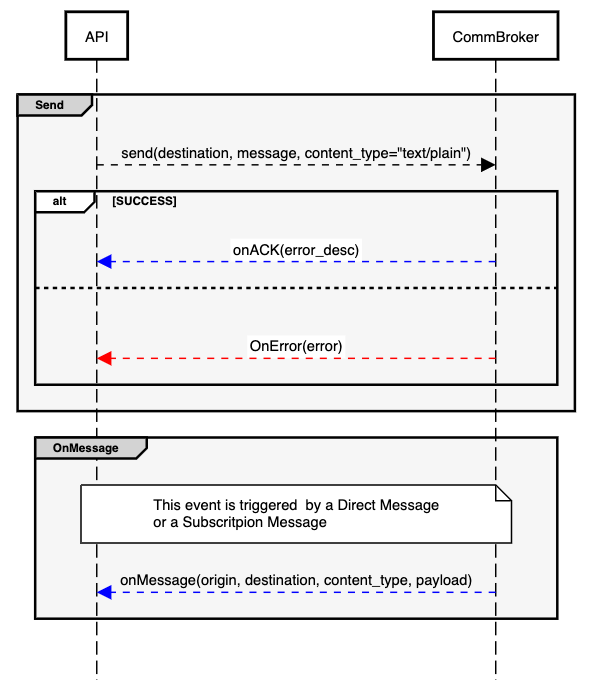 API
CommBroker
Send
send(destination, message, content_type="text/plain")
alt
[SUCCESS]
onACK(error_desc)
OnError(error)
OnMessage
This event is triggered  by a Direct Message
or a Subscritpion Message
onMessage(origin, destination, content_type, payload)